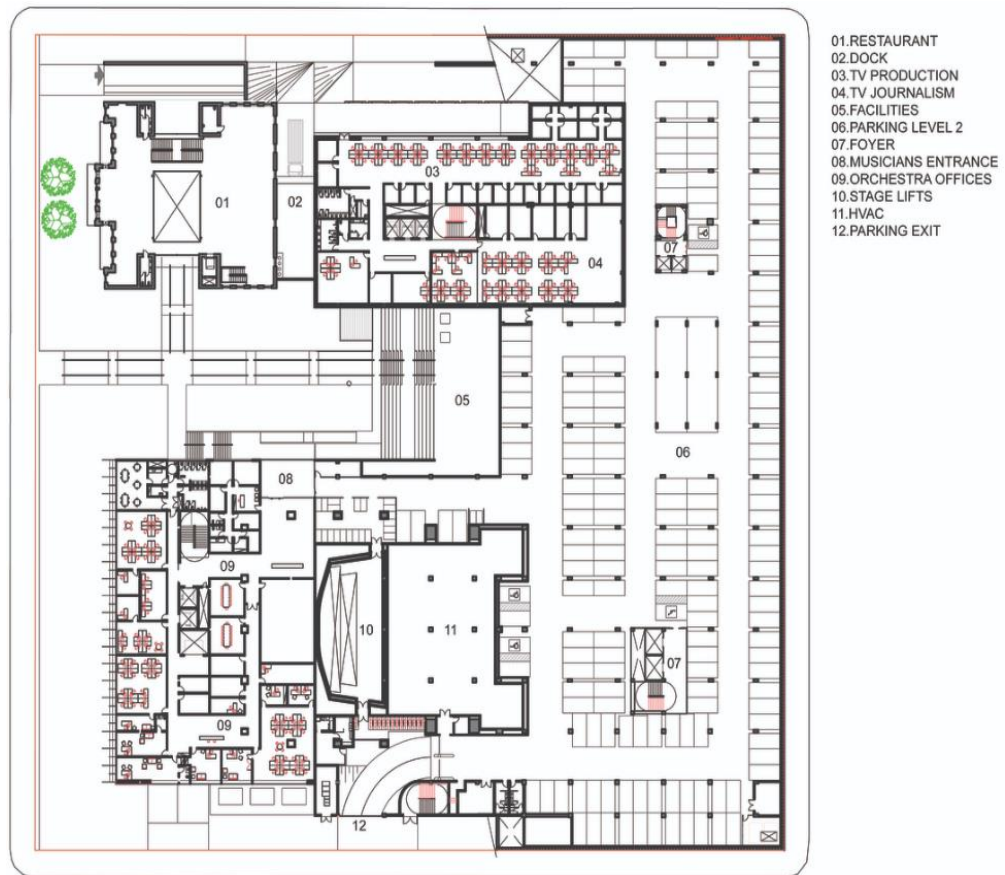 01.RESTAURANT
02.DOCK
03.TV PRODUCTION
04.TV JOURNALISM
05.FACILITIES
06.PARKING LEVEL 2
07.FOYER
08.MUSICIANS ENTRANCE
09.ORCHESTRA OFFICES
10.STAGE LIFTS
11.HVAC
12.PARKING EXIT
03
01
02
07
04
05
06
08
09
10
11
07
09
12